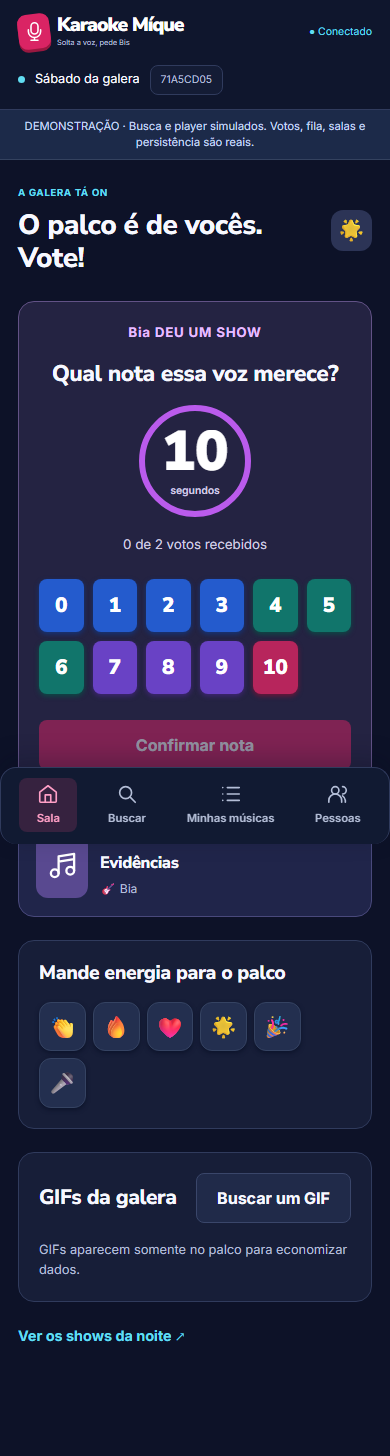 Karaoke Míque
Solta a voz, pede Bis
Conectado
Sábado da galera
71A5CD05
DEMONSTRAÇÃO · Busca e player simulados. Votos, fila, salas e
persistência são reais.
A GALERA TÁ ON
O palco é de vocês.
Vote!
Bia DEU UM SHOW
Qual nota essa voz merece?
10
segundos
0 de 2 votos recebidos
0 1 2 3 4 5
6 7 8 9 10
Confirmar nota
Sala
Buscar
Minhas músicas
Pessoas
Evidências
Bia
Mande energia para o palco
GIFs da galera
Buscar um GIF
GIFs aparecem somente no palco para economizar
dados.
Ver os shows da noite ↗